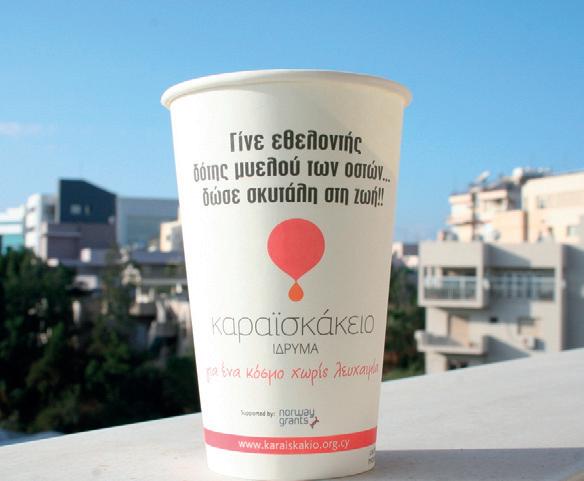 Γίνε εθελοντής
δότης μυελού των οστών...
δώσε σκυτάλη στη ζωή!!
καραϊσκάκειο
ΙΔΡΥΜΑ
για ένα κόσμο χωρίς λευχαιμία
Supported by: norway
grants
www.karaiskakio.org.cy